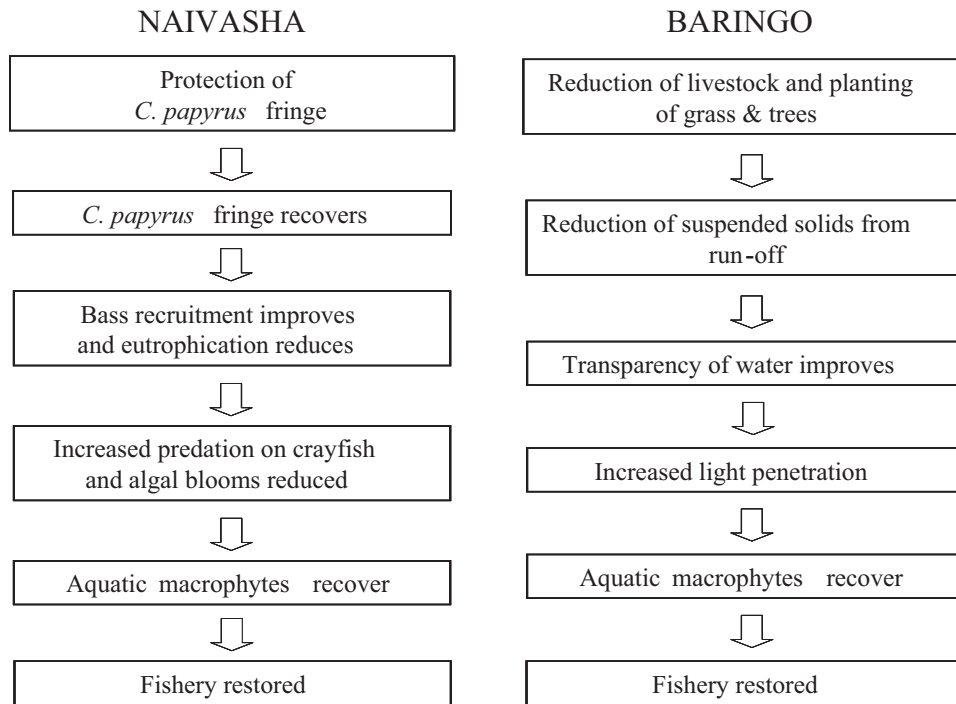 NAIVASHA
Protection of
C. papyrus fringe
C. papyrus fringe recovers
Bass recruitment improves
and eutrophication reduces
Increased predation on crayfish
and algal blooms reduced
Aquatic macrophytes recover
Fishery restored
BARINGO
Reduction of livestock and planting
of grass & trees
Reduction of suspended solids from
run-off
Transparency of water improves
Increased light penetration
Aquatic macrophytes recover
Fishery restored